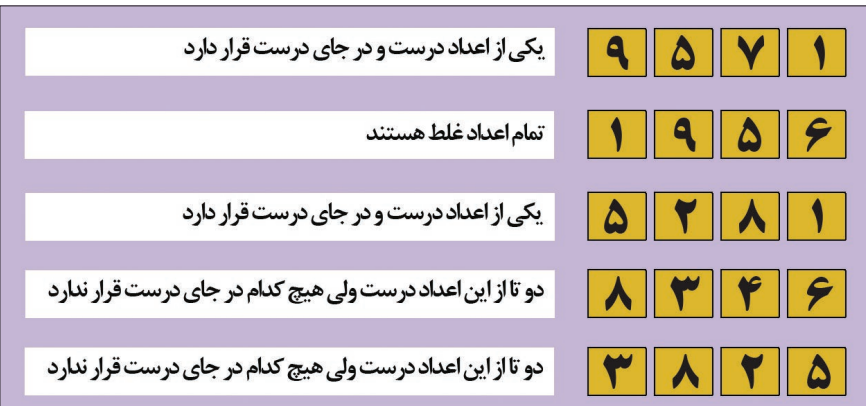 یکی از اعداد درست و در جای درست قرار دارد ۹ ۵ ۷ ۱
تمام اعداد غلط هستند ۱ ۹ ۵ ۶
یکی از اعداد درست و در جای درست قرار دارد ۵ ۲ ۸ ۱
دو تا از این اعداد درست ولی هیچ کدام در جای درست قرار ندارد ۸ ۳ ۴ ۶
دو تا از این اعداد درست ولی هیچ کدام در جای درست قرار ندارد ۳ ۸ ۲ ۵